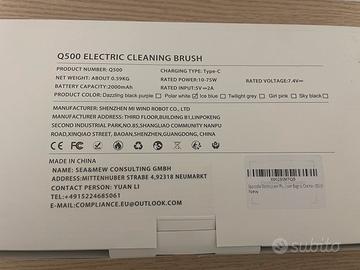 Q500 ELECTRIC CLEANING BRUSH
PRODUCT NUMBER: Q500
CHARGING TYPE: Type-C
NET WEIGHT: ABOUT 0.59KG
RATED POWER: 10-75W
RATED VOLTAGE: 7.4V
BATTERY CAPACITY: 2000mAh
RATED INPUT: 5V 2A
PRODUCT COLOR: Dazzling black purple Polar white Ice blue Twilight grey Girl pink Sky black
MANUFACTURER: SHENZHEN MI WIND ROBOT CO., LTD
MANUFACTURER ADDRESS: THIRD FLOOR,BUILDING B1,LINPOKENG
SECOND INDUSTRIAL PARK,NO.85,SHANGLIAO COMMUNITY NANPU
ROAD,XINQIAO STREET,BAOAN,SHENZHEN,GUANGDONG, CHINA
CE FC
MADE IN CHINA
NAME: SEA&MEW CONSULTING GMBH
ADDRESS:MITTENHUBER STRABE 4,92318 NEUMARKT
CONTACT PERSON: YUAN LI
TEL:+4915224685061
E-MAIL:COMPLIANCE.EU@OUTLOOK.COM
New
subito